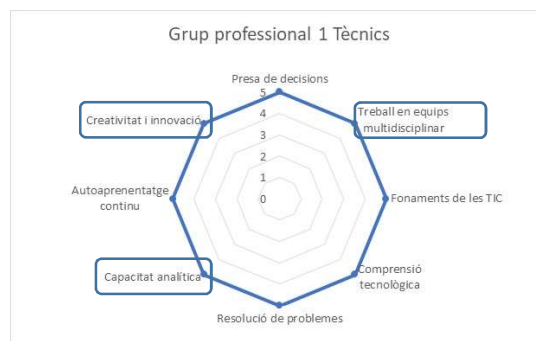 Grup professional 1 Tècnics
Presa de decisions
5
4
3
2
1
0
Treball en equips
multidisciplinar
Fonaments de les TIC
Comprensió
tecnològica
Resolució de problemes
Capacitat analítica
Autoaprenentatge
continu
Creativitat i innovació